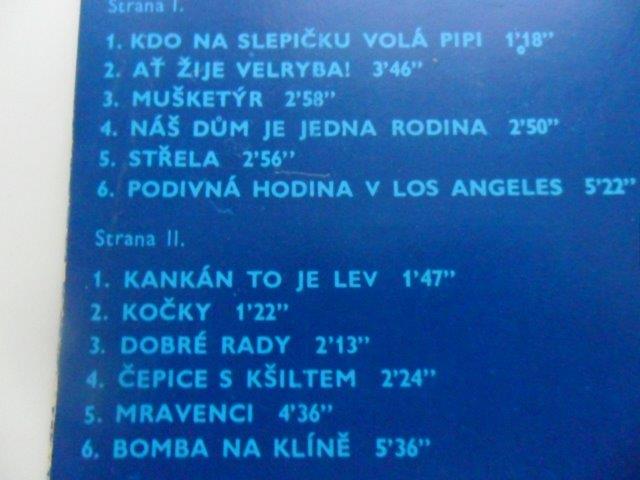 Strana I.
1. KDO NA SLEPIČKU VOLÁ PIPI 1'18"
2. AŤ ŽIJE VELRYBA! 3'46"
3. MUŠKETÝR 2'58"
4. NÁŠ DŮM JE JEDNA RODINA 2'50"
5. STŘELA 2'56"
6. PODIVNÁ HODINA V LOS ANGELES 5'22"
Strana II.
1. KANKÁN TO JE LEV 1'47"
2. KOČKY 1'22"
3. DOBRÉ RADY 2'13"
4. ČEPICE S KŠILTEM 2'24"
5. MRAVENCI 4'36"
6. BOMBA NA KLÍNĚ 5'36"